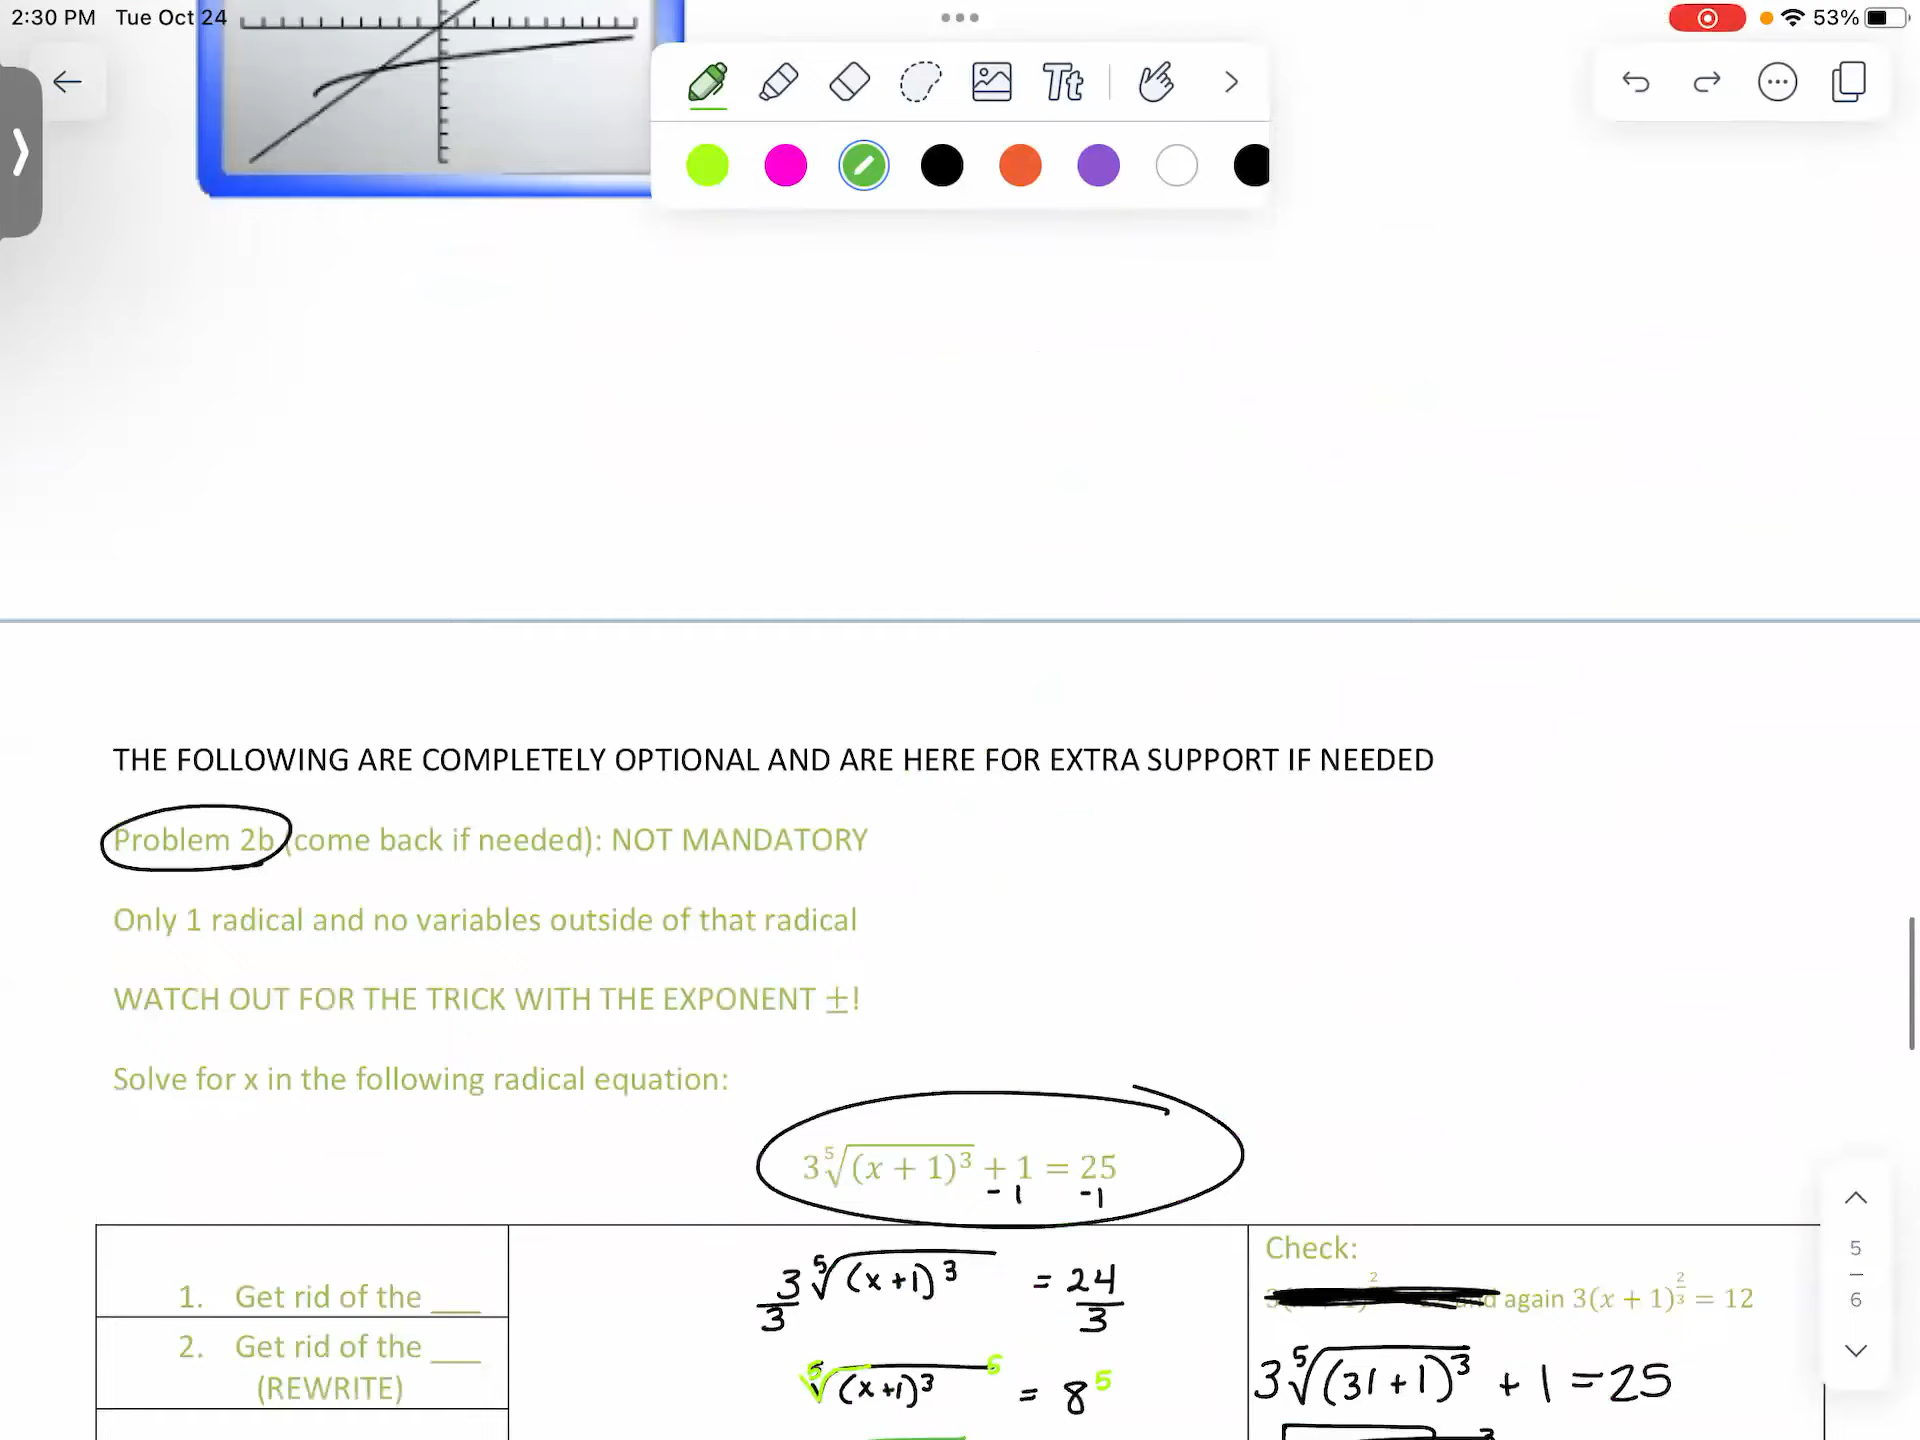 2:30 PM Tue Oct 24
53%
Tt
THE FOLLOWING ARE COMPLETELY OPTIONAL AND ARE HERE FOR EXTRA SUPPORT IF NEEDED
Problem 2b (come back if needed): NOT MANDATORY
Only 1 radical and no variables outside of that radical
WATCH OUT FOR THE TRICK WITH THE EXPONENT ±!
Solve for x in the following radical equation:
3⁵√(x + 1)³ + 1 = 25
-1 -1
1. Get rid of the ___
2. Get rid of the ___
(REWRITE)
3⁵√(x+1)³ = 24
3 3
⁵√(x+1)³ ⁵ = 8⁵
Check:
again 3(x + 1)^(2/3) = 12
3⁵√(31+1)³ + 1 = 25
5
–
6